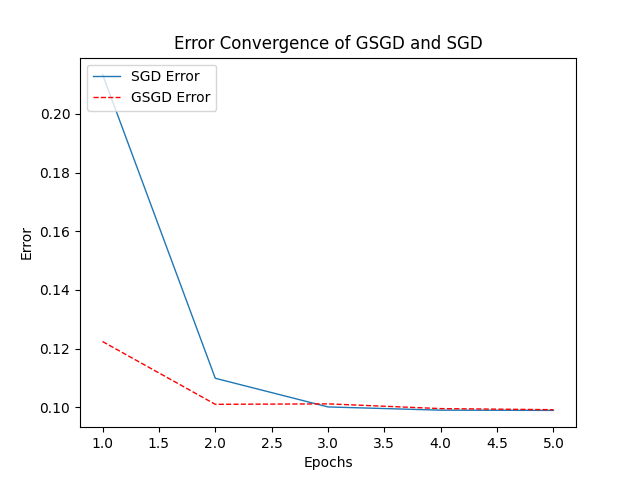 Error Convergence of GSGD and SGD
SGD Error
GSGD Error
0.20
0.18
0.16
0.14
0.12
0.10
Error
1.0 1.5 2.0 2.5 3.0 3.5 4.0 4.5 5.0
Epochs